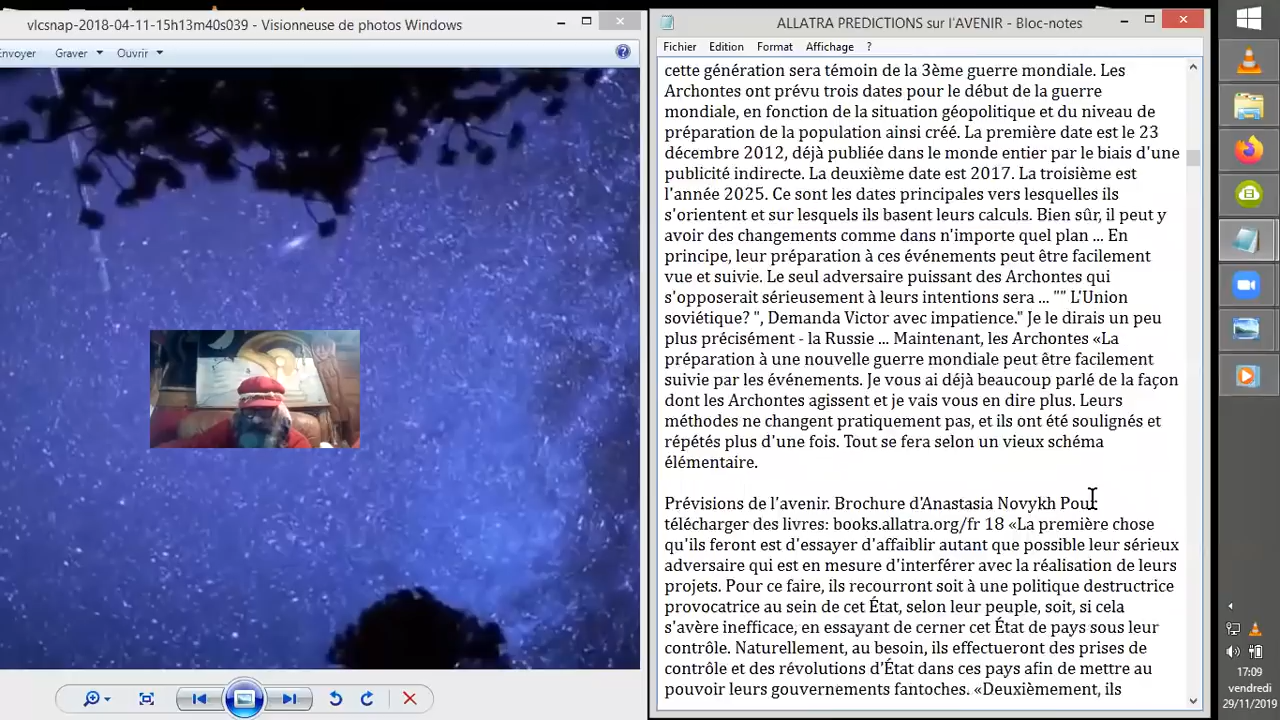 vlcsnap-2018-04-11-15h13m40s039 - Visionneuse de photos Windows
Envoyer Graver Ouvrir
ALLATRA PREDICTIONS sur l'AVENIR - Bloc-notes
Fichier Edition Format Affichage ?
cette génération sera témoin de la 3ème guerre mondiale. Les
Archontes ont prévu trois dates pour le début de la guerre
mondiale, en fonction de la situation géopolitique et du niveau de
préparation de la population ainsi créé. La première date est le 23
décembre 2012, déjà publiée dans le monde entier par le biais d'une
publicité indirecte. La deuxième date est 2017. La troisième est
l'année 2025. Ce sont les dates principales vers lesquelles ils
s'orientent et sur lesquels ils basent leurs calculs. Bien sûr, il peut y
avoir des changements comme dans n'importe quel plan ... En
principe, leur préparation à ces événements peut être facilement
vue et suivie. Le seul adversaire puissant des Archontes qui
s'opposerait sérieusement à leurs intentions sera ... "" L'Union
soviétique? ", Demanda Victor avec impatience." Je le dirais un peu
plus précisément - la Russie ... Maintenant, les Archontes «La
préparation à une nouvelle guerre mondiale peut être facilement
suivie par les événements. Je vous ai déjà beaucoup parlé de la façon
dont les Archontes agissent et je vais vous en dire plus. Leurs
méthodes ne changent pratiquement pas, et ils ont été soulignés et
répétés plus d'une fois. Tout se fera selon un vieux schéma
élémentaire.
Prévisions de l'avenir. Brochure d'Anastasia Novykh Pour
télécharger des livres: books.allatra.org/fr 18 «La première chose
qu'ils feront est d'essayer d'affaiblir autant que possible leur sérieux
adversaire qui est en mesure d'interférer avec la réalisation de leurs
projets. Pour ce faire, ils recourront soit à une politique destructrice
provocatrice au sein de cet État, selon leur peuple, soit, si cela
s'avère inefficace, en essayant de cerner cet État de pays sous leur
contrôle. Naturellement, au besoin, ils effectueront des prises de
contrôle et des révolutions d'État dans ces pays afin de mettre au
pouvoir leurs gouvernements fantoches. «Deuxièmement, ils
17:09
vendredi
29/11/2019